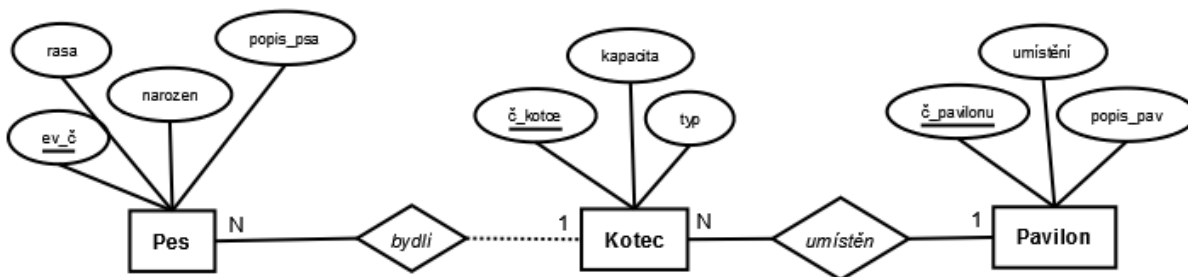 rasa
popis_psa
narozen
ev_č
kapacita
č_kotce
typ
umístění
č_pavilonu
popis_pav
Pes
N
bydlí
1
Kotec
N
umístěn
1
Pavilon